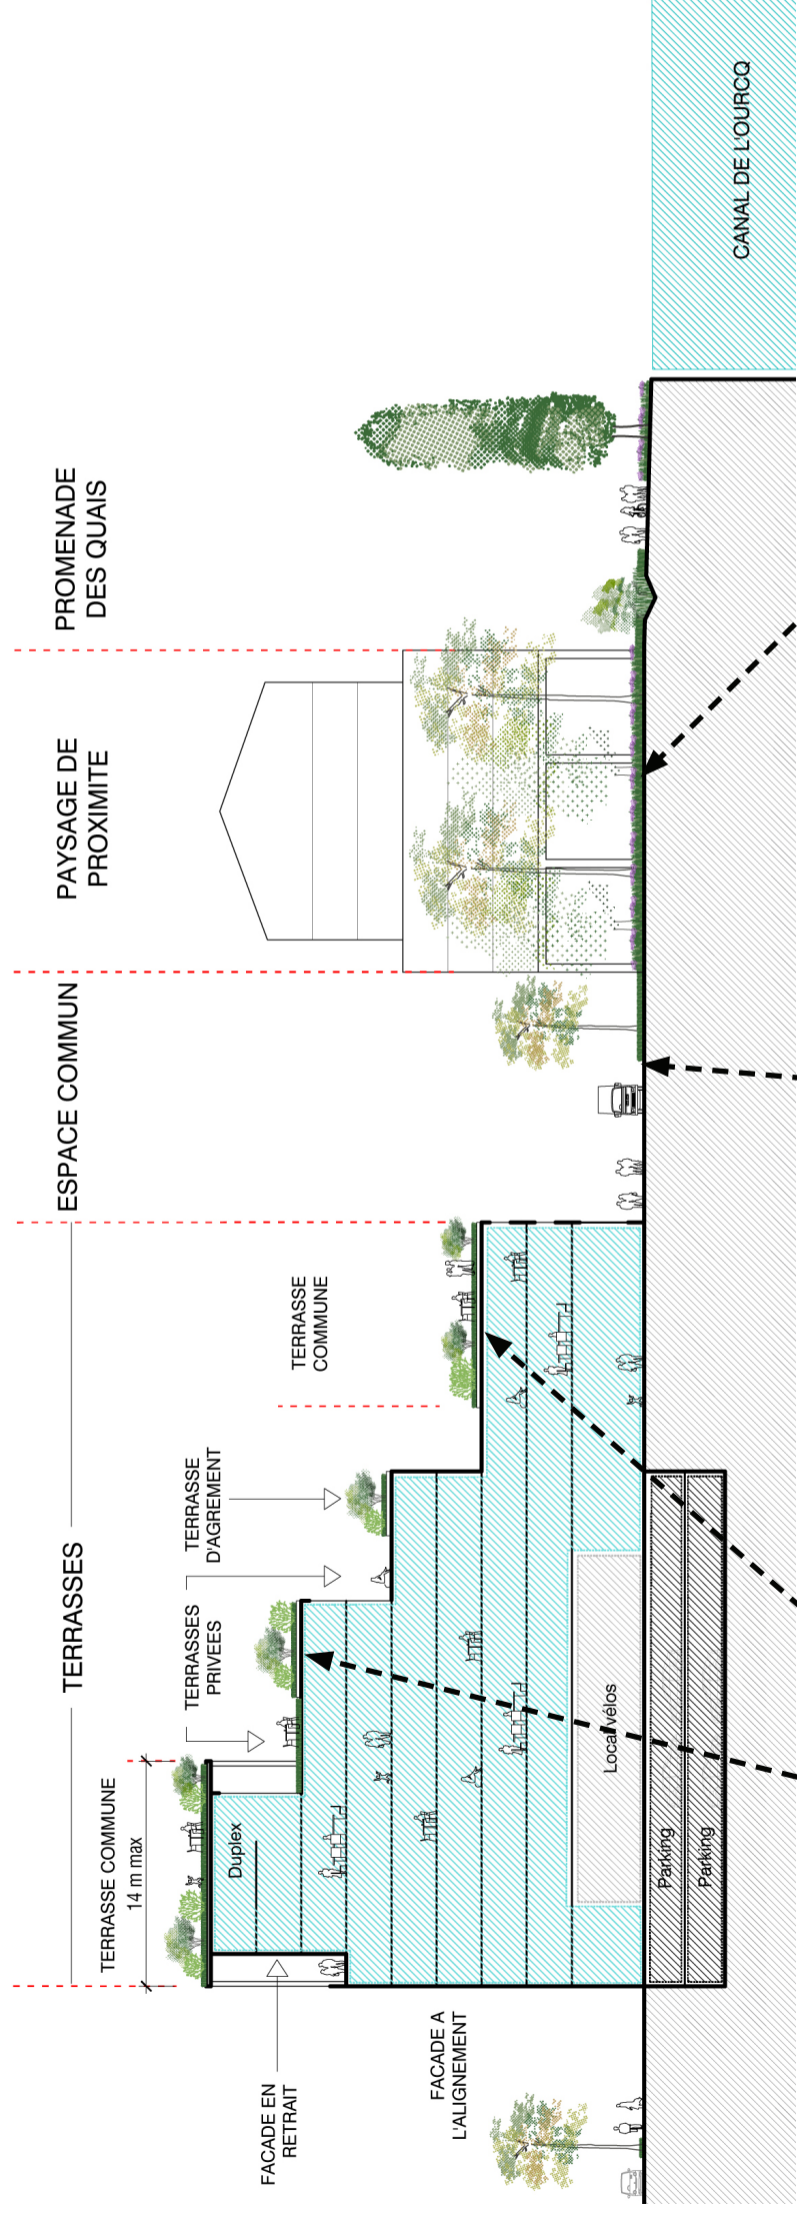 TERRASSES
ESPACE COMMUN
PAYSAGE DE
PROXIMITE
PROMENADE
DES QUAIS
TERRASSE COMMUNE
14 m max
TERRASSES
PRIVEES
TERRASSE
D'AGREMENT
TERRASSE
COMMUNE
Duplex
FACADE EN
RETRAIT
FACADE A
L'ALIGNEMENT
Local vélos
Parking
Parking
CANAL DE L'OURCQ